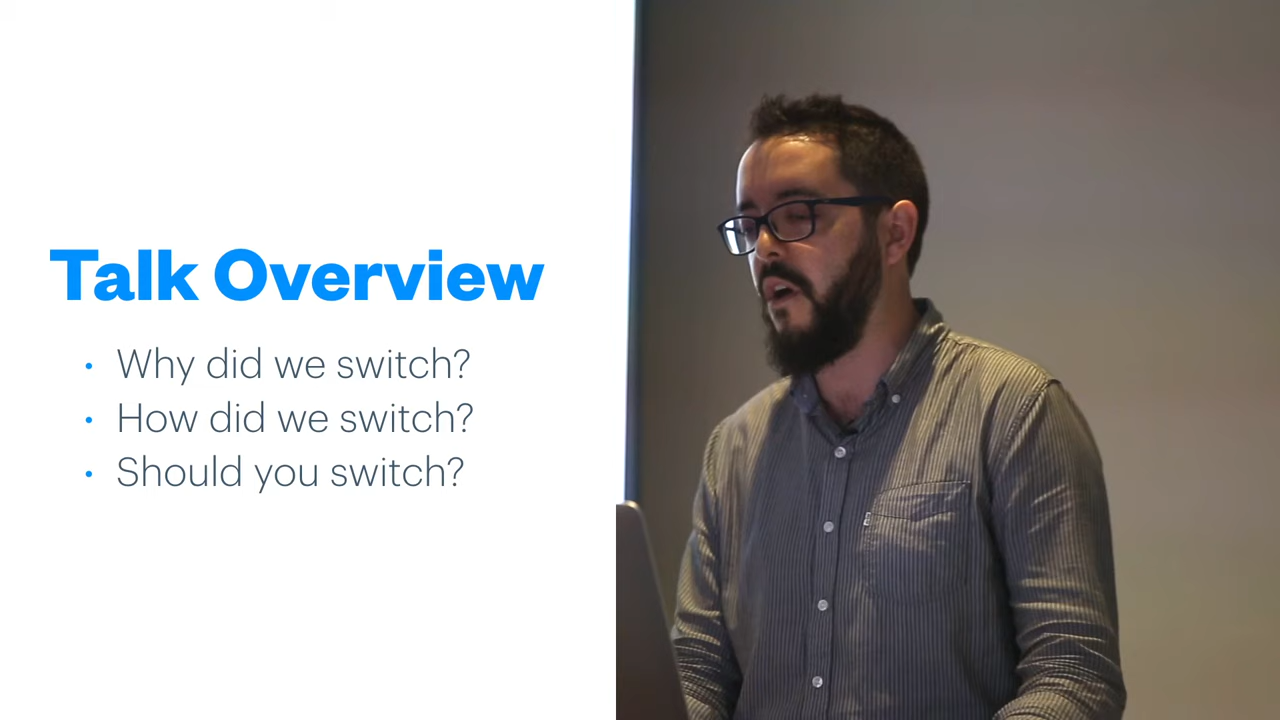 Talk Overview
• Why did we switch?
• How did we switch?
• Should you switch?